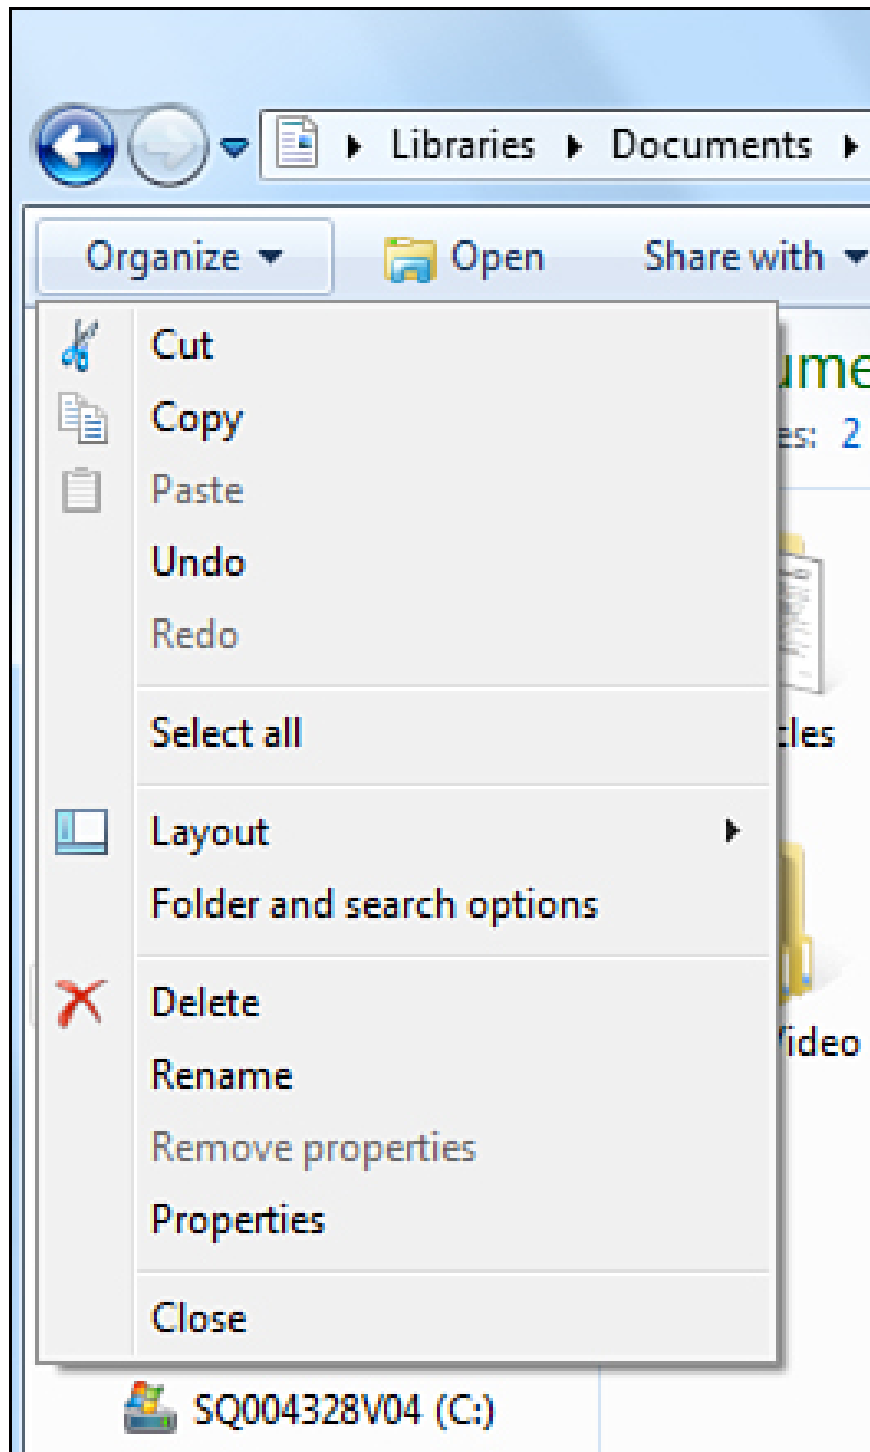 Libraries Documents
Organize Open Share with
Cut
Copy
Paste
Undo
Redo
Select all
Layout
Folder and search options
Delete
Rename
Remove properties
Properties
Close
2
SQ004328V04 (C:)